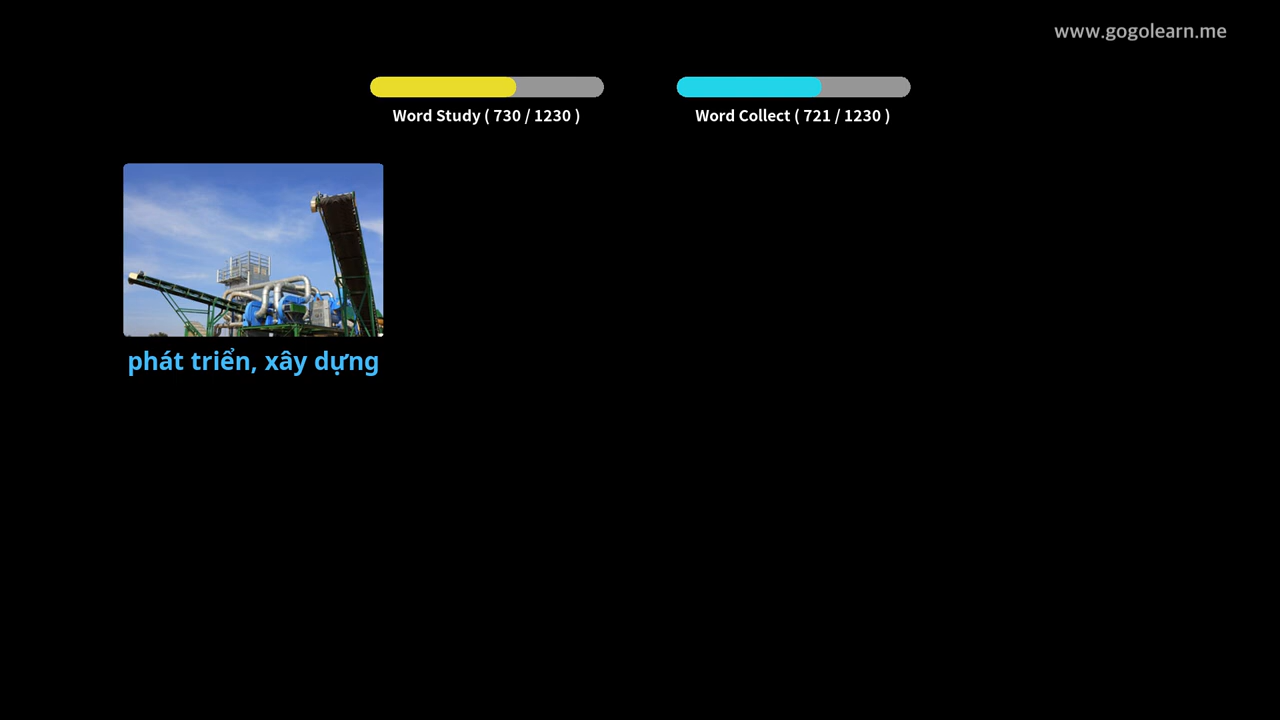 www.gogolearn.me
Word Study ( 730 / 1230 )
Word Collect ( 721 / 1230 )
phát triển, xây dựng